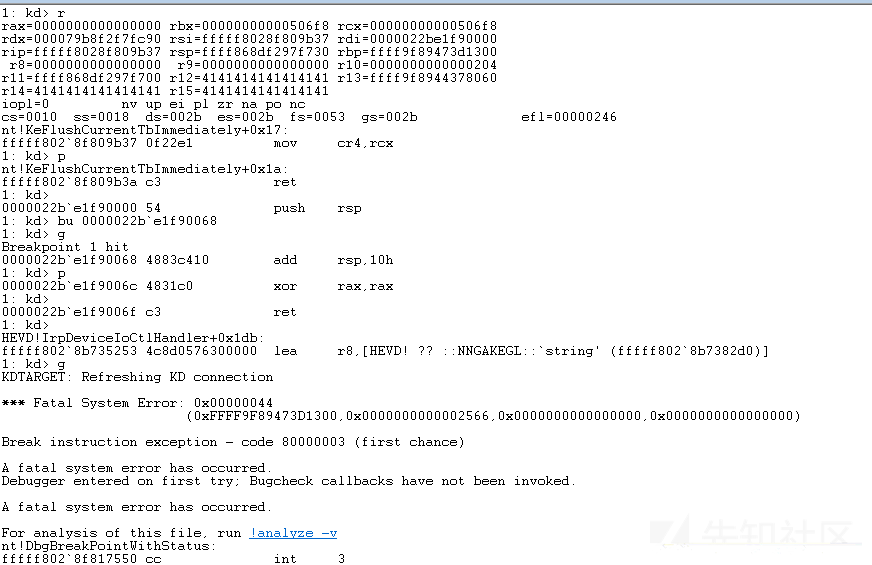 1: kd> r
rax=0000000000000000 rbx=00000000000506f8 rcx=00000000000506f8
rdx=000079b8f2f7fc90 rsi=fffff8028f809b37 rdi=0000022be1f90000
rip=fffff8028f809b37 rsp=ffff868df297f730 rbp=ffff9f89473d1300
r8=0000000000000000 r9=0000000000000000 r10=0000000000000204
r11=ffff868df297f700 r12=4141414141414141 r13=ffff9f8944378060
r14=4141414141414141 r15=4141414141414141
iopl=0 nv up ei pl zr na po nc
cs=0010 ss=0018 ds=002b es=002b fs=0053 gs=002b efl=00000246
nt!KeFlushCurrentTbImmediately+0x17:
fffff802`8f809b37 0f22e1 mov cr4,rcx
1: kd> p
nt!KeFlushCurrentTbImmediately+0x1a:
fffff802`8f809b3a c3 ret
1: kd>
0000022b`e1f90000 54 push rsp
1: kd> bu 0000022b`e1f90068
1: kd> g
Breakpoint 1 hit
0000022b`e1f90068 4883c410 add rsp,10h
1: kd> p
0000022b`e1f9006c 4831c0 xor rax,rax
1: kd>
0000022b`e1f9006f c3 ret
1: kd>
HEVD!IrpDeviceIoCtlHandler+0x1db:
fffff802`8b735253 4c8d0576300000 lea r8,[HEVD! ?? ::NNGAKEGL::`string' (fffff802`8b7382d0)]
1: kd> g
KDTARGET: Refreshing KD connection
*** Fatal System Error: 0x00000044
(0xFFFF9F89473D1300,0x0000000000002566,0x0000000000000000,0x0000000000000000)
Break instruction exception - code 80000003 (first chance)
A fatal system error has occurred.
Debugger entered on first try; Bugcheck callbacks have not been invoked.
A fatal system error has occurred.
For analysis of this file, run !analyze -v
nt!DbgBreakPointWithStatus:
fffff802`8f817550 cc int 3
先知社区